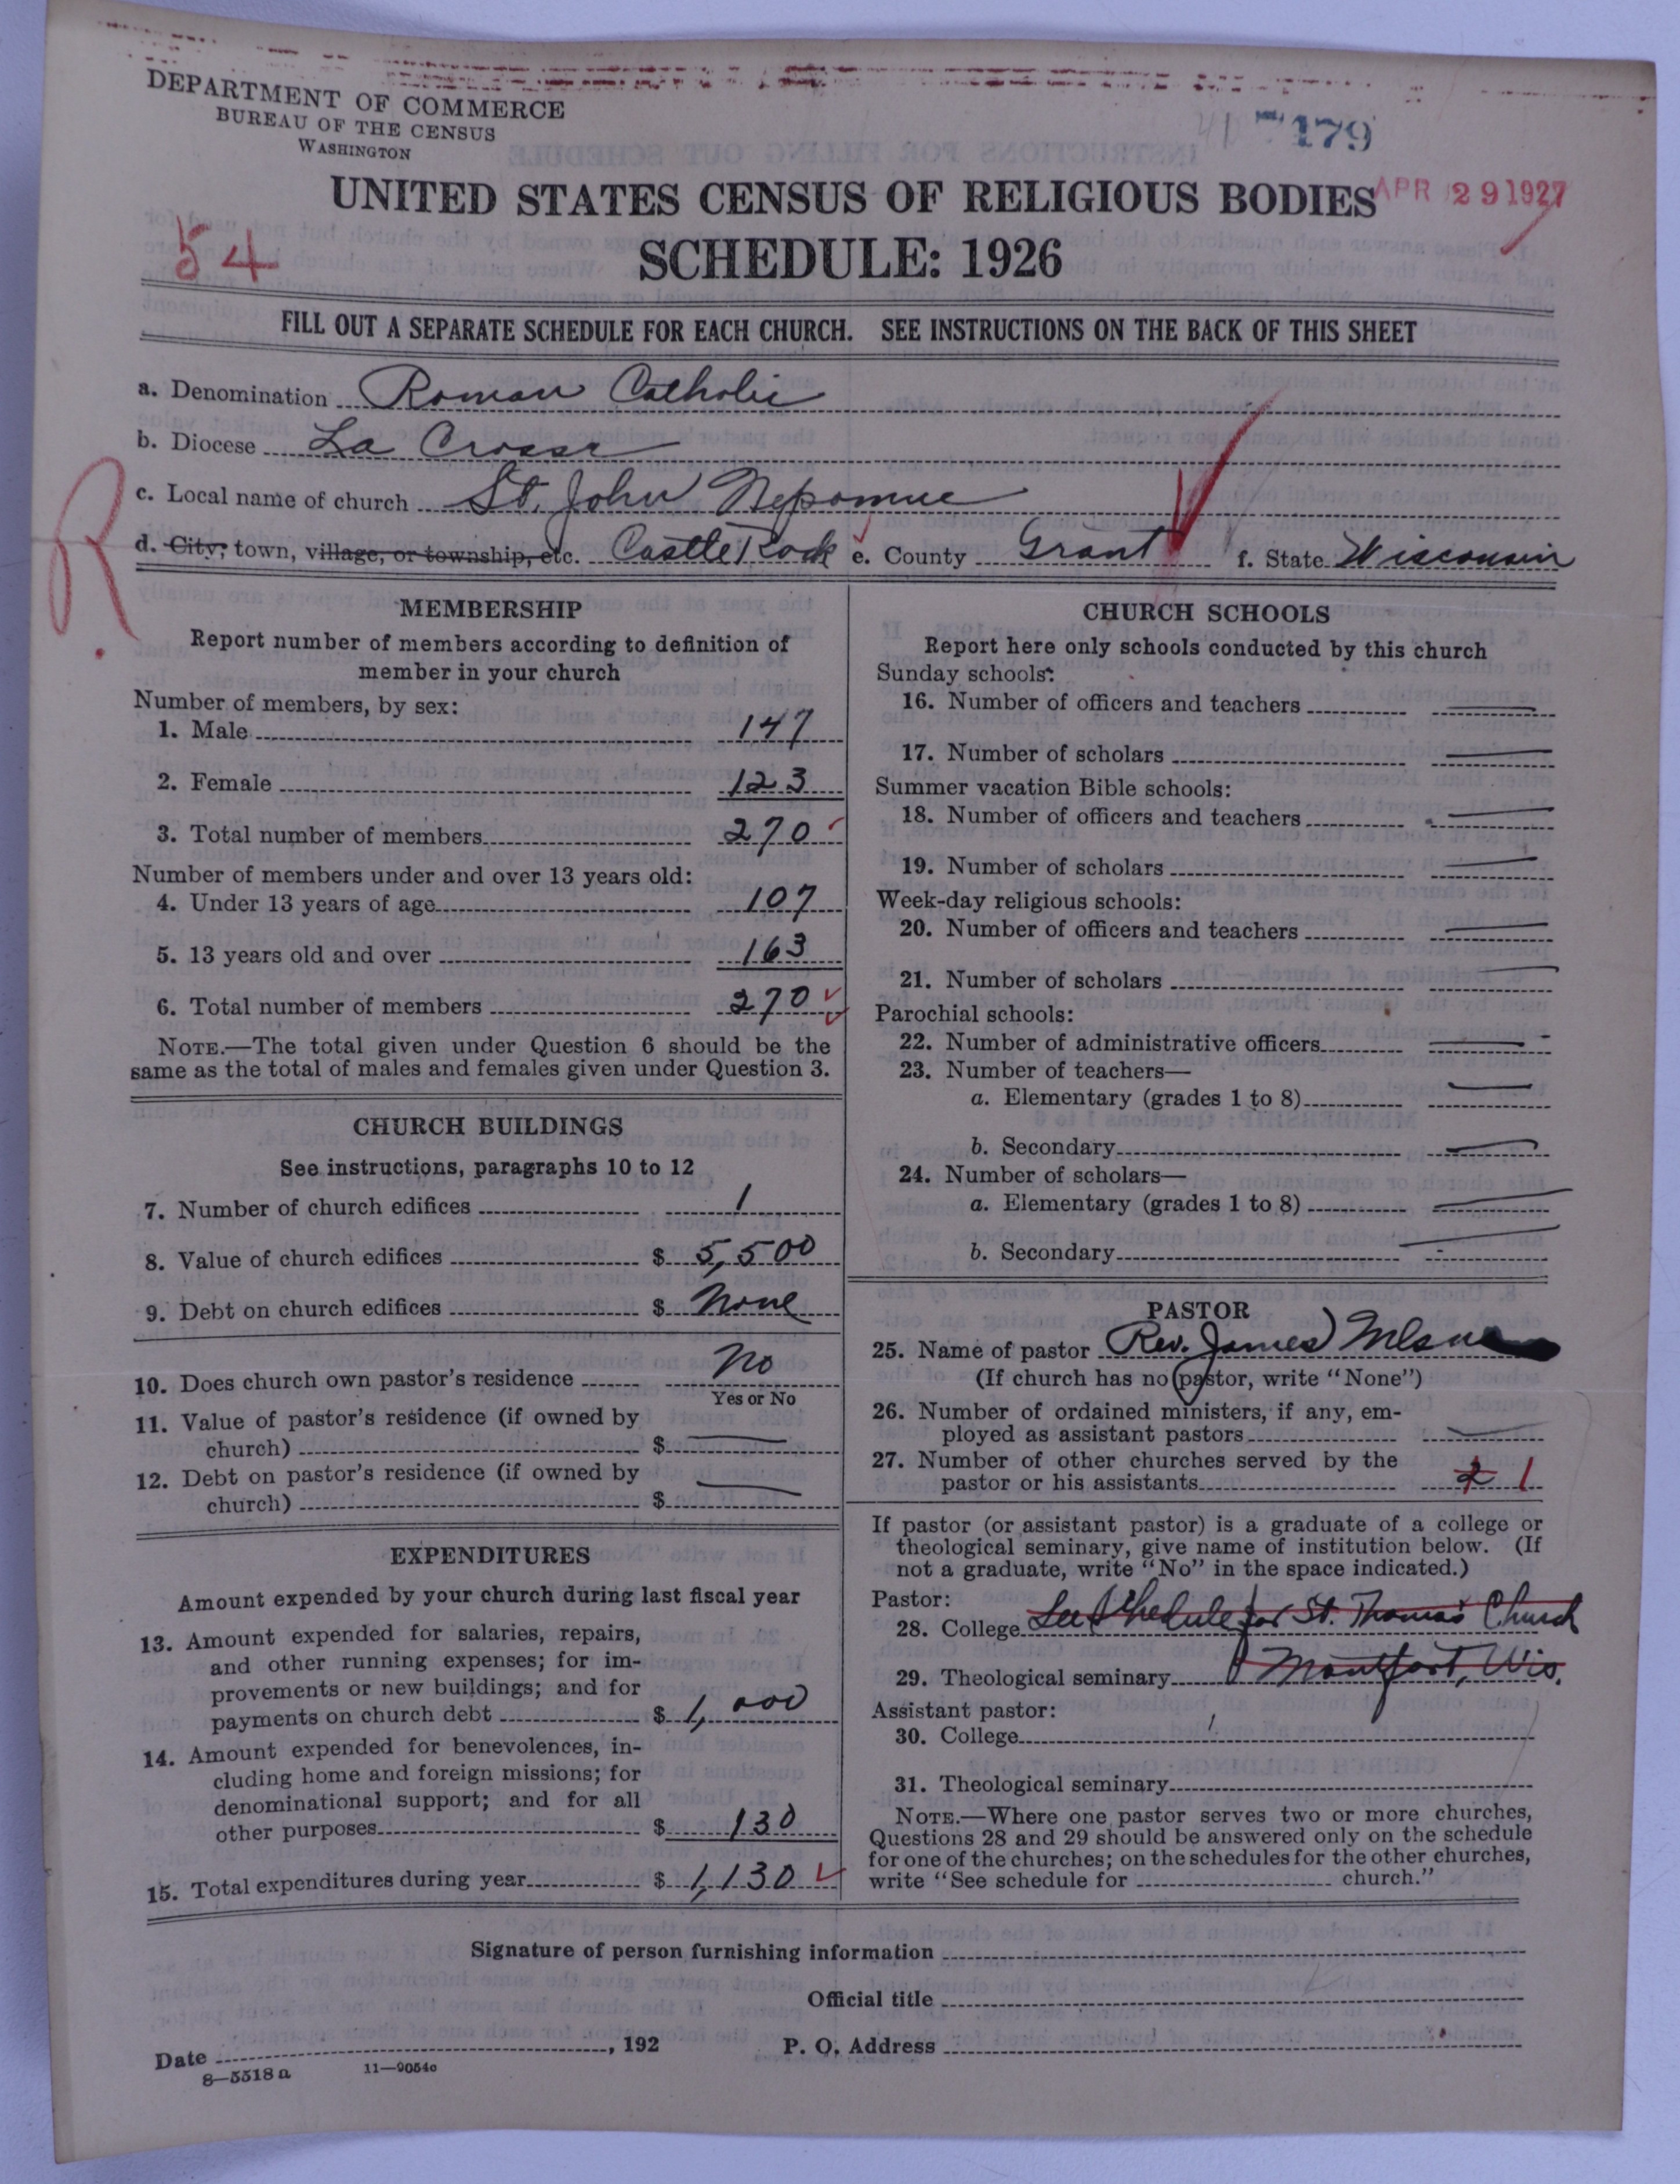 DEPARTMENT OF COMMERCE
BUREAU OF THE CENSUS
WASHINGTON
179
UNITED STATES CENSUS OF RELIGIOUS BODIES
APR 29 1927
54
SCHEDULE: 1926
FILL OUT A SEPARATE SCHEDULE FOR EACH CHURCH. SEE INSTRUCTIONS ON THE BACK OF THIS SHEET
a. Denomination Roman Catholic
b. Diocese La Crosse
R
c. Local name of church St. John Nepomuc
d. City, town, village, or township, etc. Castle Rock e. County Grant f. State Wisconsin
MEMBERSHIP
Report number of members according to definition of
member in your church
Number of members, by sex:
1. Male 147
2. Female 123
3. Total number of members 270
Number of members under and over 13 years old:
4. Under 13 years of age 107
5. 13 years old and over 163
6. Total number of members 270
NOTE.—The total given under Question 6 should be the
same as the total of males and females given under Question 3.
CHURCH BUILDINGS
See instructions, paragraphs 10 to 12
7. Number of church edifices 1
8. Value of church edifices $ 5,500
9. Debt on church edifices $ None
10. Does church own pastor's residence No
Yes or No
11. Value of pastor's residence (if owned by
church) $
12. Debt on pastor's residence (if owned by
church) $
EXPENDITURES
Amount expended by your church during last fiscal year
13. Amount expended for salaries, repairs,
and other running expenses; for im-
provements or new buildings; and for
payments on church debt $ 1,000
14. Amount expended for benevolences, in-
cluding home and foreign missions; for
denominational support; and for all
other purposes $ 130
15. Total expenditures during year $ 1,130
CHURCH SCHOOLS
Report here only schools conducted by this church
Sunday schools:
16. Number of officers and teachers
17. Number of scholars
Summer vacation Bible schools:
18. Number of officers and teachers
19. Number of scholars
Week-day religious schools:
20. Number of officers and teachers
21. Number of scholars
Parochial schools:
22. Number of administrative officers
23. Number of teachers—
a. Elementary (grades 1 to 8)
b. Secondary
24. Number of scholars—
a. Elementary (grades 1 to 8)
b. Secondary
PASTOR
25. Name of pastor Rev. James
(If church has no pastor, write "None")
26. Number of ordained ministers, if any, em-
ployed as assistant pastors
27. Number of other churches served by the
pastor or his assistants 2 1
If pastor (or assistant pastor) is a graduate of a college or
theological seminary, give name of institution below. (If
not a graduate, write "No" in the space indicated.)
Pastor:
28. College See Schedule for St. Thomas Church
29. Theological seminary Montfort, Wis.
Assistant pastor:
30. College
31. Theological seminary
NOTE.—Where one pastor serves two or more churches,
Questions 28 and 29 should be answered only on the schedule
for one of the churches; on the schedules for the other churches,
write "See schedule for church."
Signature of person furnishing information
Official title
Date , 192 P. O. Address
8—5518 a 11—9054c